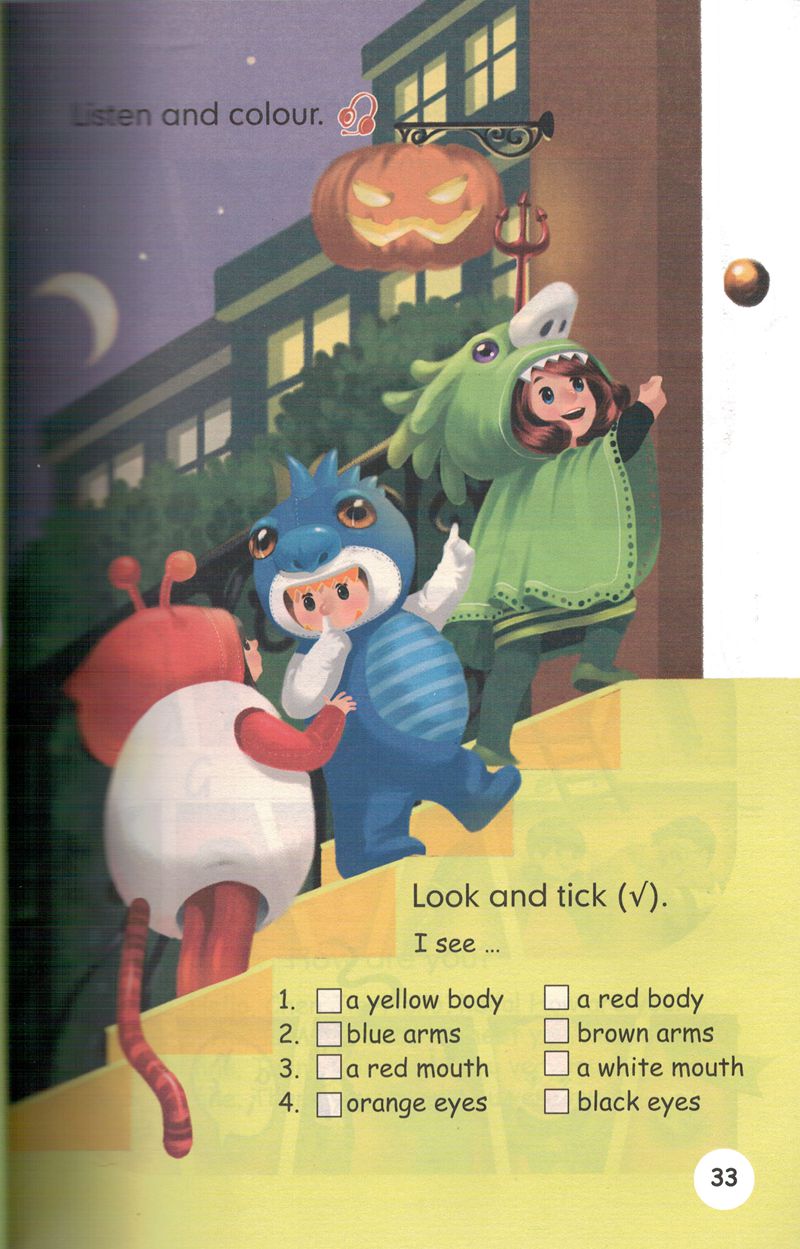 Listen and colour.
Look and tick (√).
I see ...
1. a yellow body a red body
2. blue arms brown arms
3. a red mouth a white mouth
4. orange eyes black eyes
33